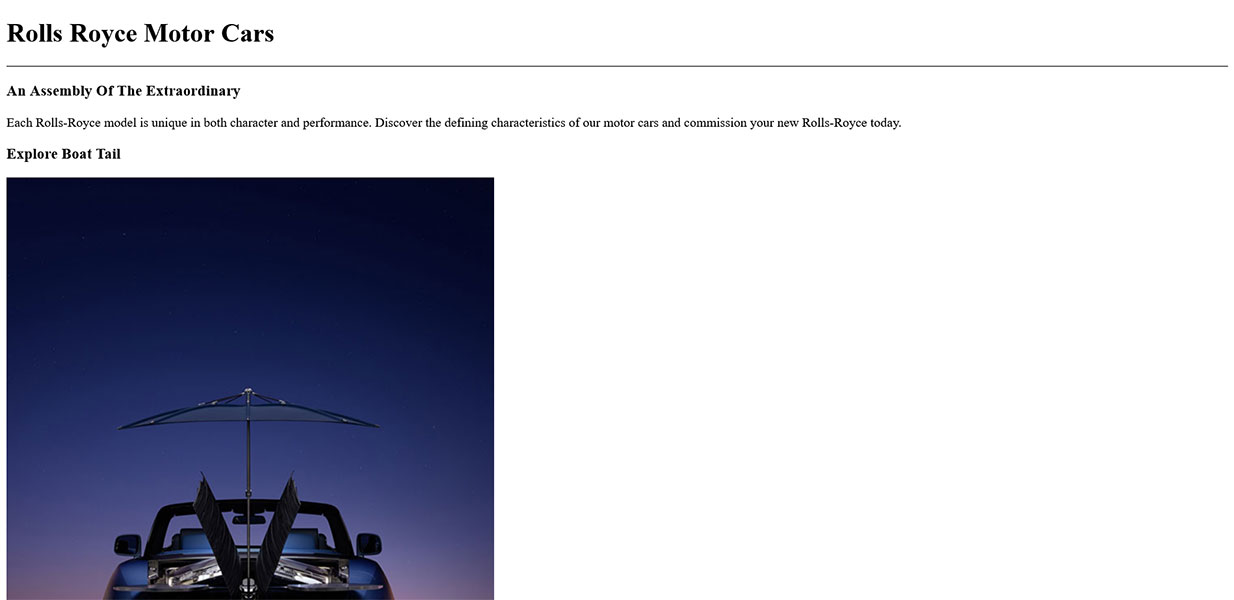 Rolls Royce Motor Cars
An Assembly Of The Extraordinary
Each Rolls-Royce model is unique in both character and performance. Discover the defining characteristics of our motor cars and commission your new Rolls-Royce today.
Explore Boat Tail